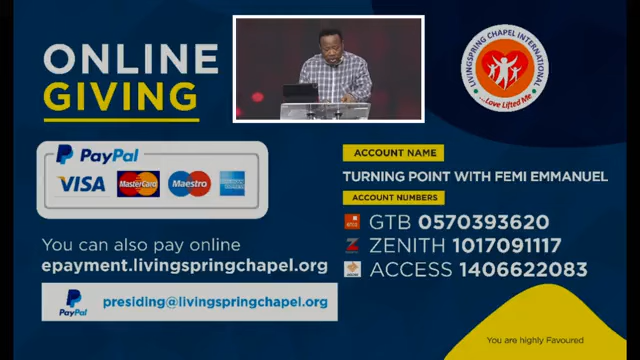 ONLINE
GIVING
LIVINGSPRING CHAPEL INTERNATIONAL
...Love Lifted Me
PayPal
VISA
MasterCard
Maestro
You can also pay online
epayment.livingspringchapel.org
PayPal
presiding@livingspringchapel.org
ACCOUNT NAME
TURNING POINT WITH FEMI EMMANUEL
ACCOUNT NUMBERS
GTB 0570393620
ZENITH 1017091117
ACCESS 1406622083
You are highly Favoured